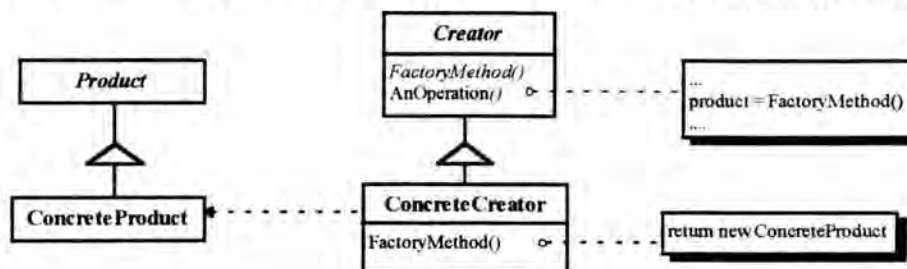 Creator
Product
FactoryMethod()
AnOperation()
...
product = FactoryMethod()
....
ConcreteProduct
ConcreteCreator
FactoryMethod()
return new ConcreteProduct